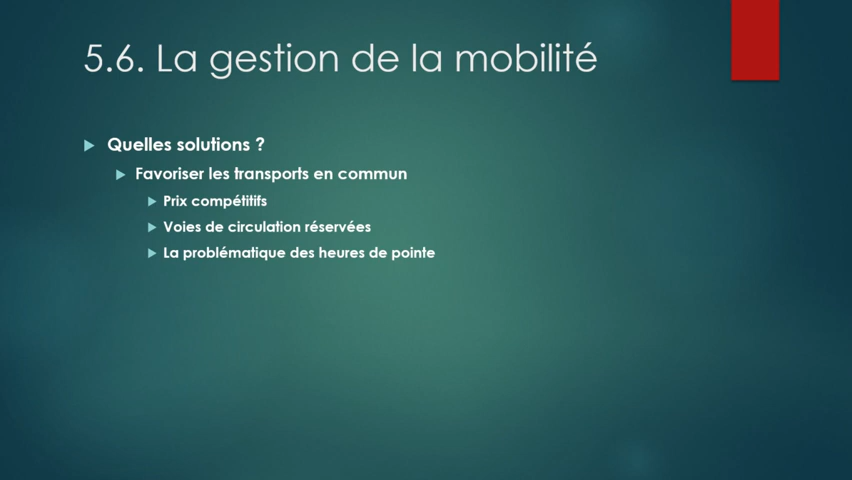 5.6. La gestion de la mobilité
Quelles solutions ?
Favoriser les transports en commun
Prix compétitifs
Voies de circulation réservées
La problématique des heures de pointe